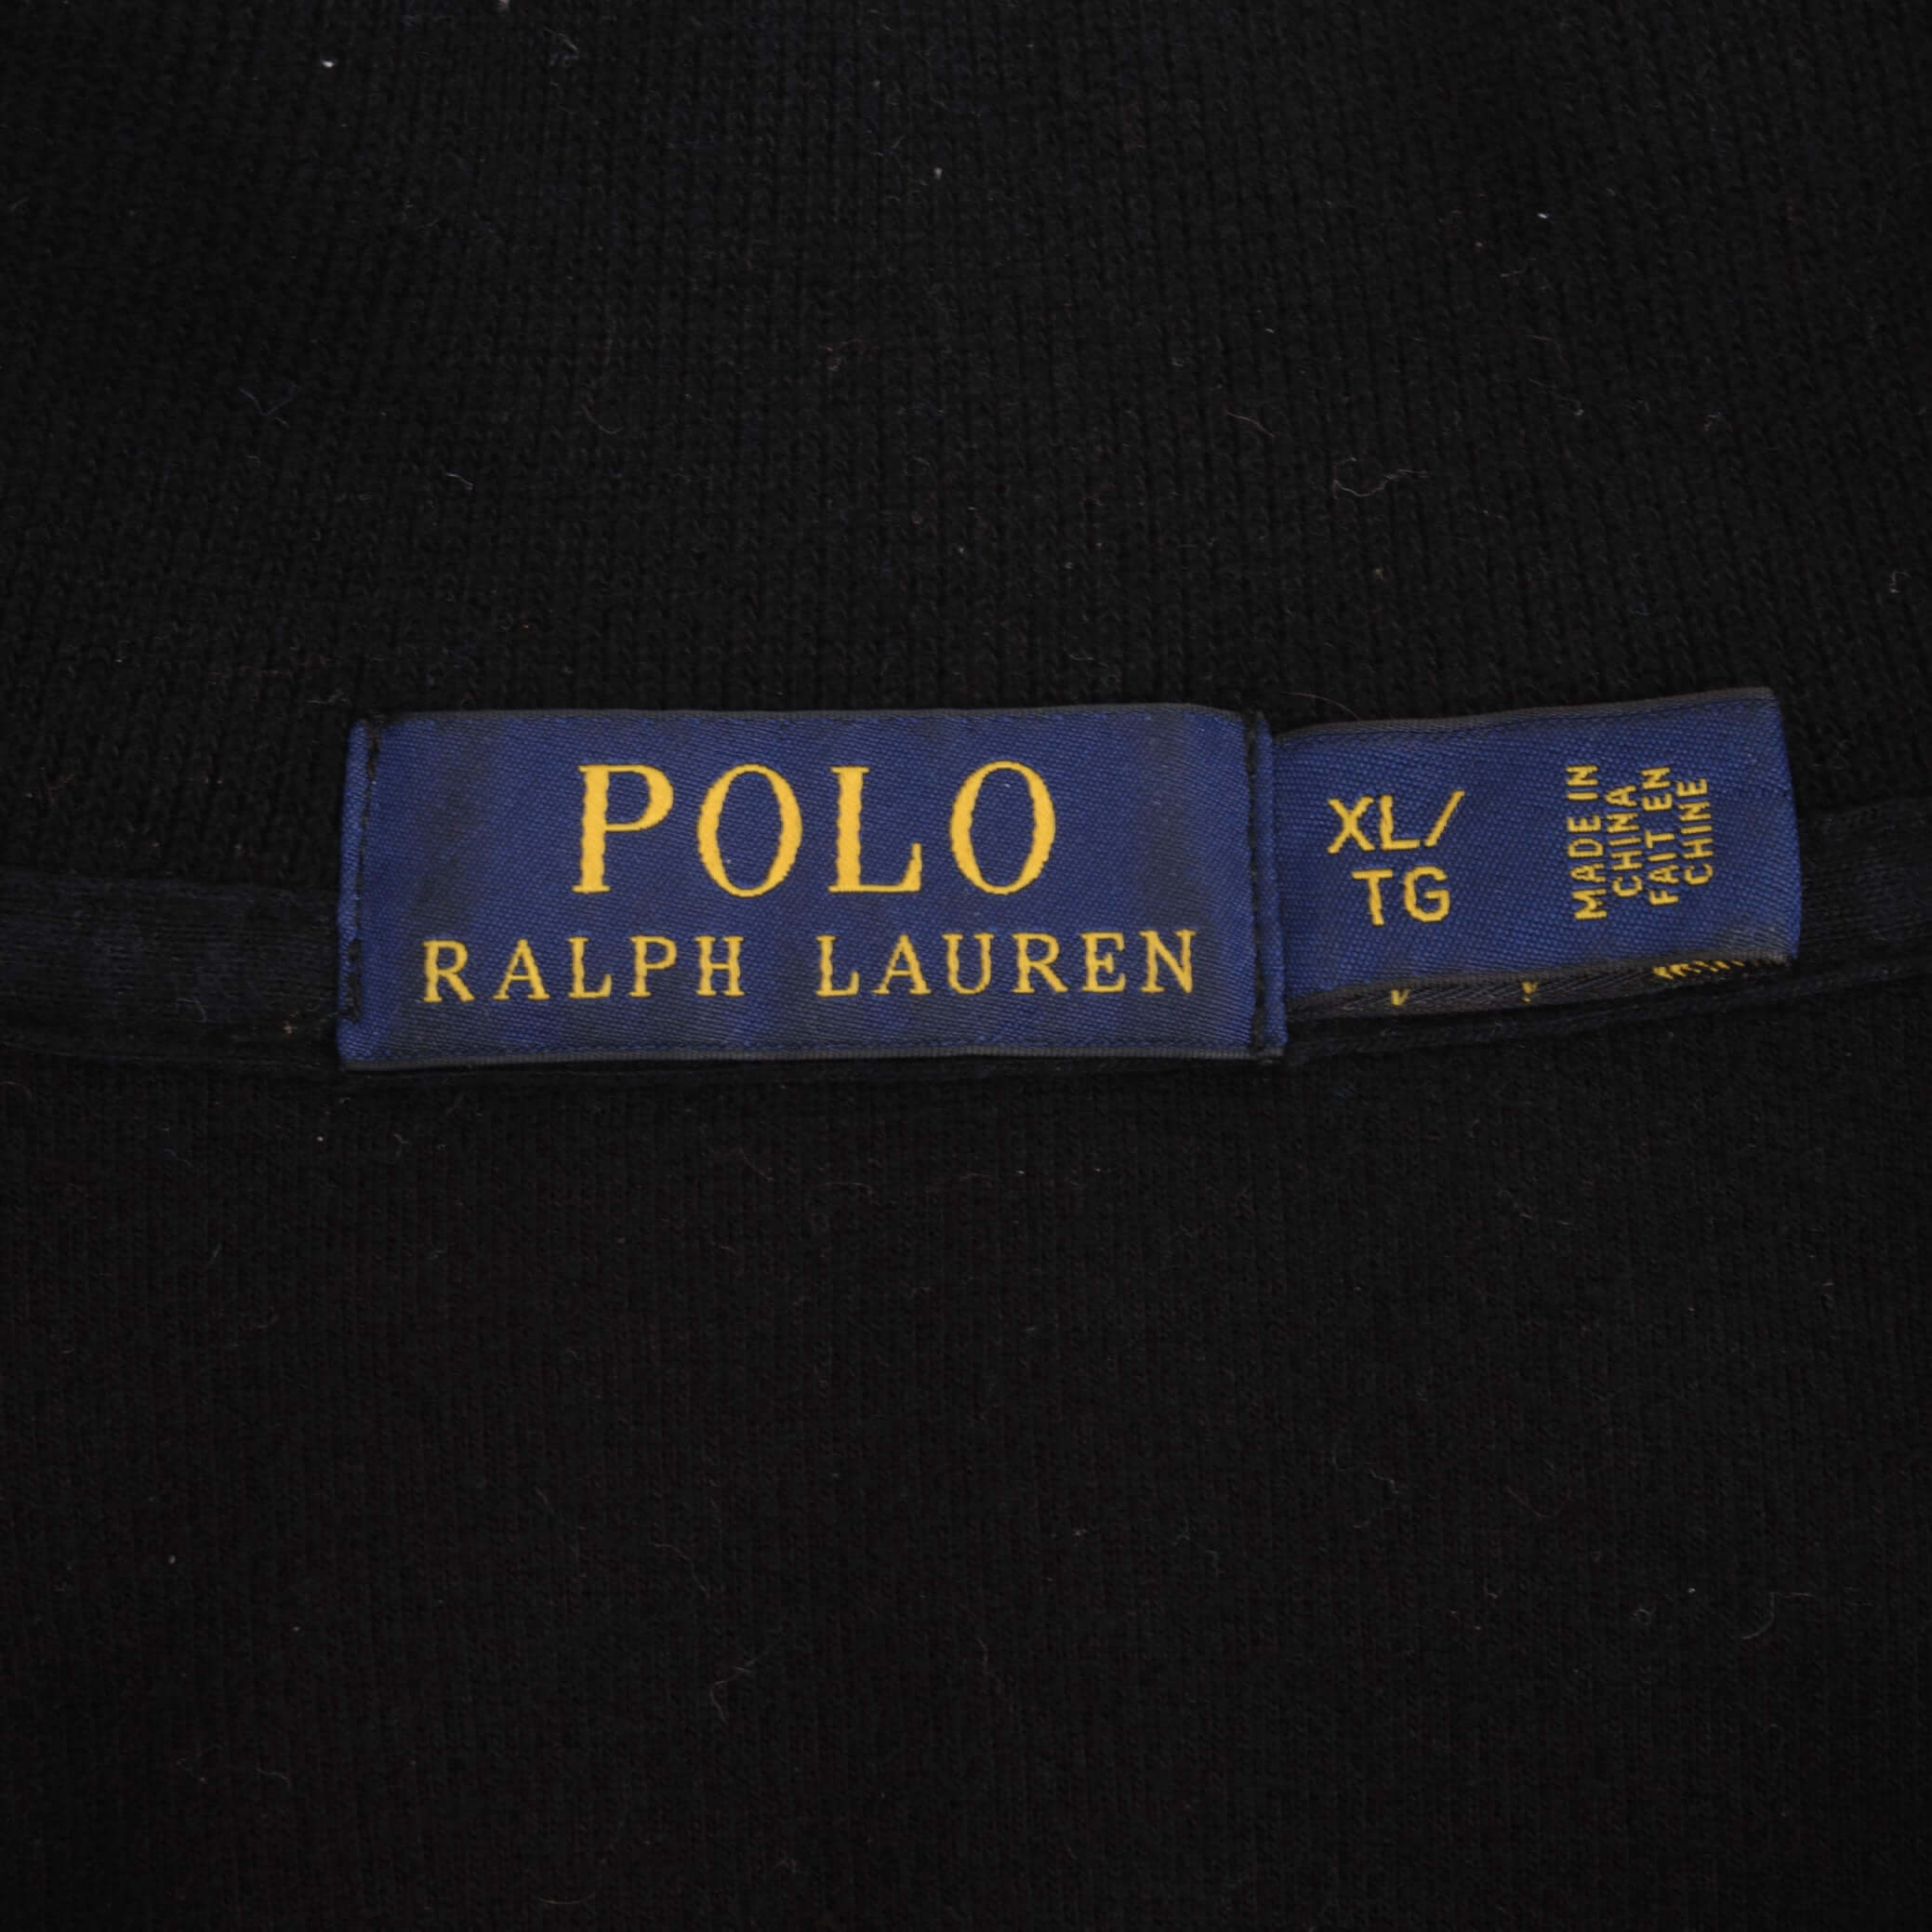 POLO
RALPH LAUREN
XL/
TG
MADE IN
CHINA
FAIT EN
CHINE